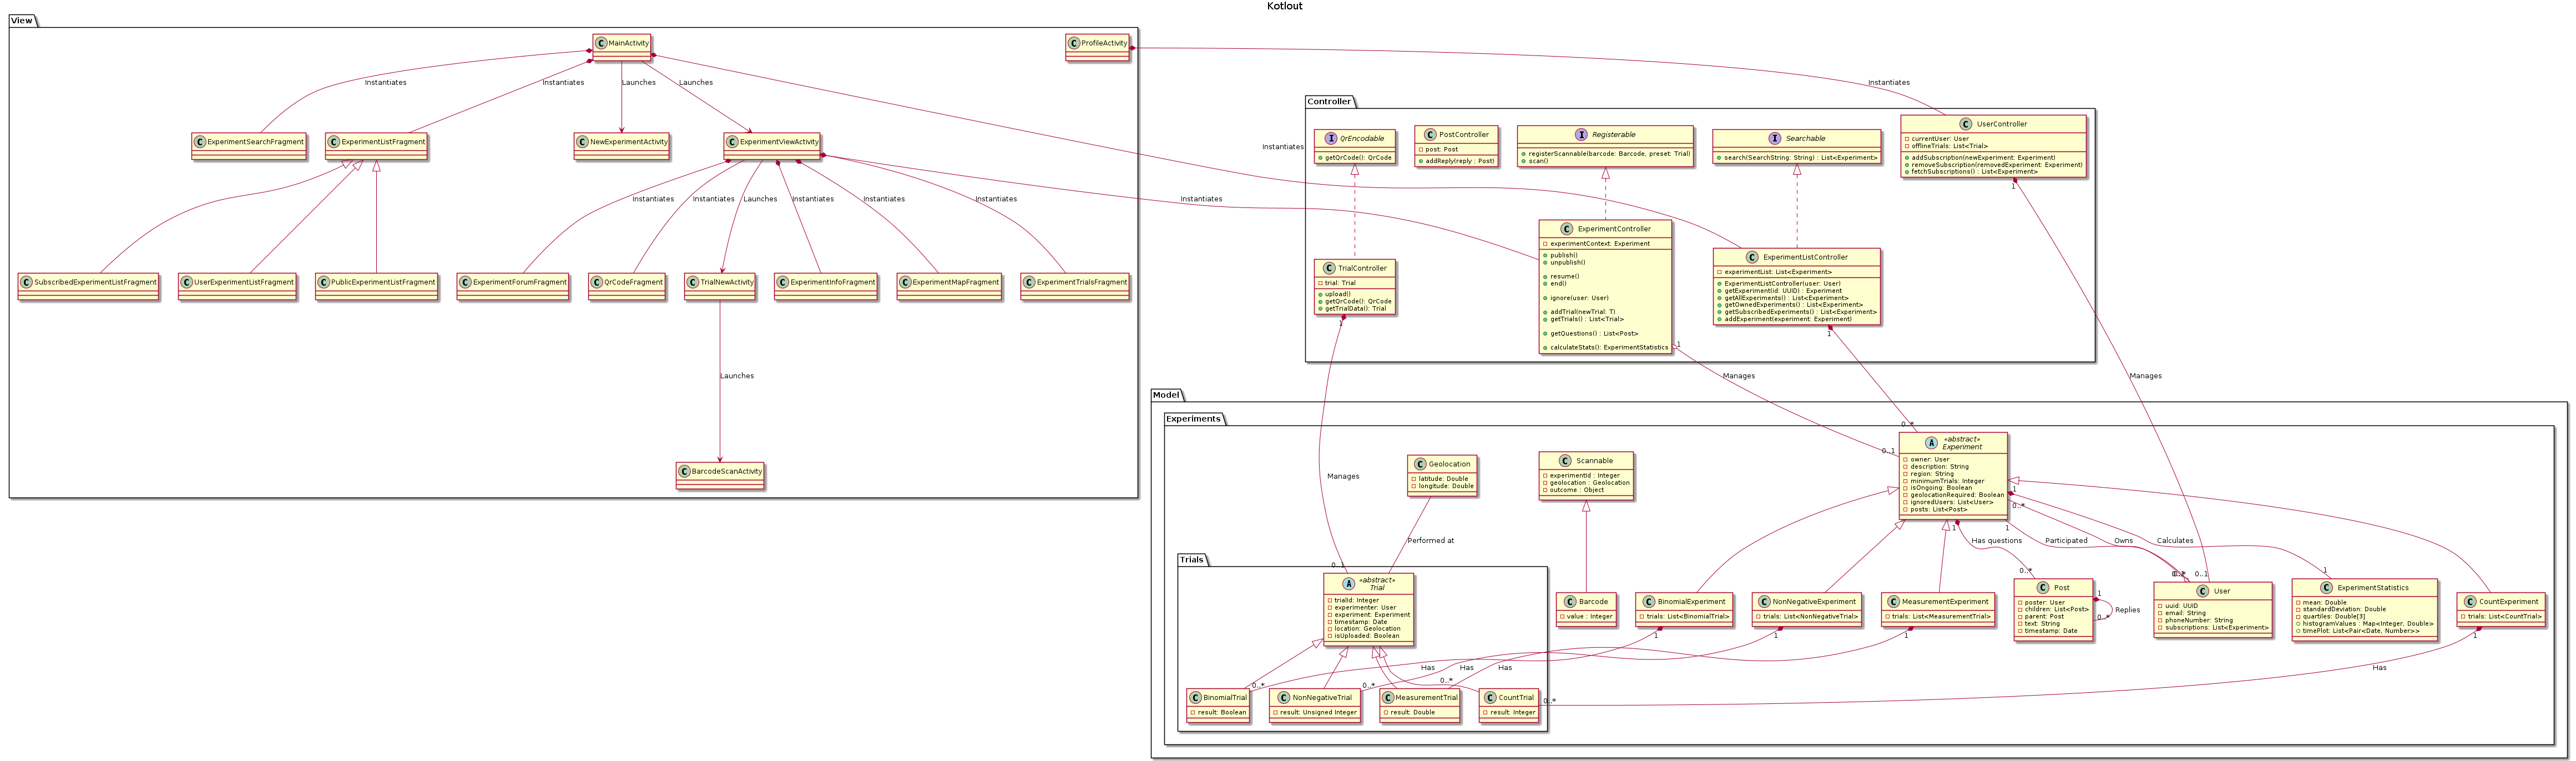 Kotlout
View
MainActivity
ProfileActivity
Instantiates
Instantiates
Launches
Launches
Instantiates
Instantiates
ExperimentSearchFragment
ExperimentListFragment
NewExperimentActivity
ExperimentViewActivity
Instantiates
Instantiates
Launches
Instantiates
Instantiates
Instantiates
Instantiates
SubscribedExperimentListFragment
UserExperimentListFragment
PublicExperimentListFragment
ExperimentForumFragment
QrCodeFragment
TrialNewActivity
ExperimentInfoFragment
ExperimentMapFragment
ExperimentTrialsFragment
Launches
BarcodeScanActivity
Controller
QrEncodable
getQrCode(): QrCode
PostController
post: Post
addReply(reply : Post)
Registerable
registerScannable(barcode: Barcode, preset: Trial)
scan()
Searchable
search(SearchString: String) : List<Experiment>
UserController
currentUser: User
offlineTrials: List<Trial>
addSubscription(newExperiment: Experiment)
removeSubscription(removedExperiment: Experiment)
fetchSubscriptions() : List<Experiment>
1
TrialController
trial: Trial
upload()
getQrCode(): QrCode
getTrialData(): Trial
1
ExperimentController
experimentContext: Experiment
publish()
unpublish()
resume()
end()
ignore(user: User)
addTrial(newTrial: T)
getTrials() : List<Trial>
getQuestions() : List<Post>
calculateStats(): ExperimentStatistics
1
ExperimentListController
experimentList: List<Experiment>
ExperimentListController(user: User)
getExperiment(id: UUID) : Experiment
getAllExperiments() : List<Experiment>
getOwnedExperiments() : List<Experiment>
getSubscribedExperiments() : List<Experiment>
addExperiment(experiment: Experiment)
1
Manages
Manages
Manages
Model
Experiments
0..*
0..1
<<abstract>>
Experiment
owner: User
description: String
region: String
minimumTrials: Integer
isOngoing: Boolean
geolocationRequired: Boolean
ignoredUsers: List<User>
posts: List<Post>
1
0..*
1
1
Geolocation
latitude: Double
longitude: Double
Scannable
experimentId : Integer
geolocation : Geolocation
outcome : Object
Performed at
Has questions
Participated
Owns
Calculates
Trials
0..1
<<abstract>>
Trial
trialId: Integer
experimenter: User
experiment: Experiment
timestamp: Date
location: Geolocation
isUploaded: Boolean
Barcode
value : Integer
BinomialExperiment
trials: List<BinomialTrial>
1
NonNegativeExperiment
trials: List<NonNegativeTrial>
1
MeasurementExperiment
trials: List<MeasurementTrial>
1
0..*
Post
poster: User
children: List<Post>
parent: Post
text: String
timestamp: Date
1
Replies
0..*
0..1
User
uuid: UUID
email: String
phoneNumber: String
subscriptions: List<Experiment>
1
ExperimentStatistics
mean: Double
standardDeviation: Double
quartiles: Double[3]
histogramValues : Map<Integer, Double>
timePlot: List<Pair<Date, Number>>
CountExperiment
trials: List<CountTrial>
1
Has
Has
Has
Has
0..*
0..*
0..*
0..*
BinomialTrial
result: Boolean
NonNegativeTrial
result: Unsigned Integer
MeasurementTrial
result: Double
CountTrial
result: Integer